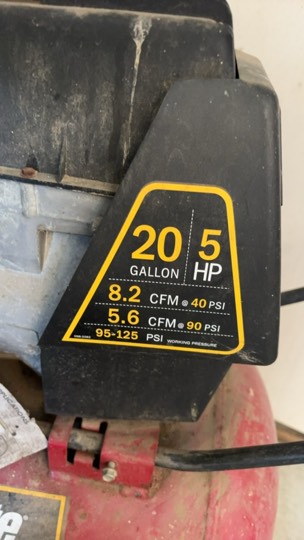 20 5
GALLON HP
8.2 CFM @ 40 PSI
5.6 CFM @ 90 PSI
95-125 PSI WORKING PRESSURE